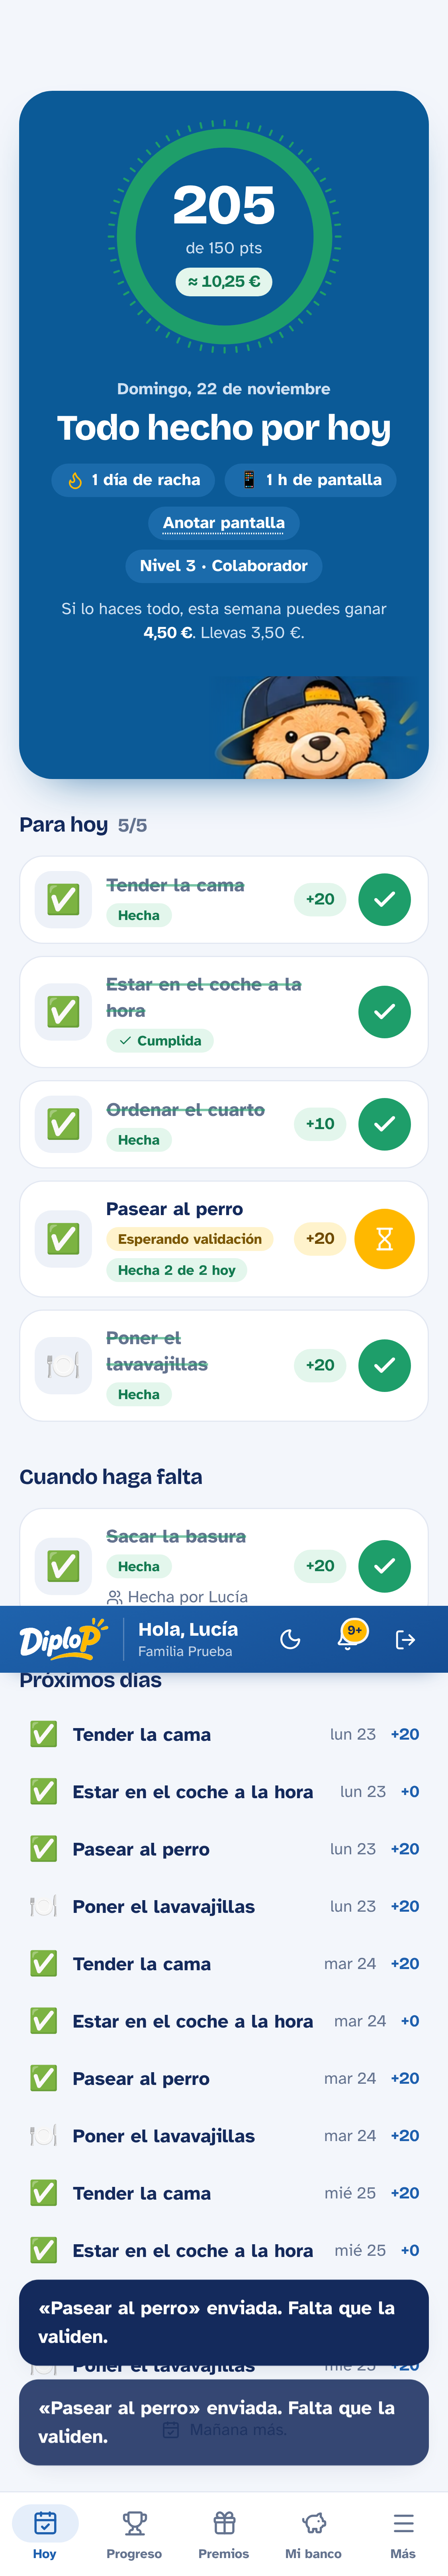 205
de 150 pts
≈ 10,25 €
Domingo, 22 de noviembre
Todo hecho por hoy
1 día de racha
1 h de pantalla
Anotar pantalla
Nivel 3 · Colaborador
Si lo haces todo, esta semana puedes ganar
4,50 €. Llevas 3,50 €.
Para hoy 5/5
Tender la cama
Hecha
+20
Estar en el coche a la
hora
Cumplida
Ordenar el cuarto
Hecha
+10
Pasear al perro
Esperando validación
Hecha 2 de 2 hoy
+20
Poner el
lavavajillas
Hecha
+20
Cuando haga falta
Sacar la basura
Hecha
Hecha por Lucía
+20
DiploP
Hola, Lucía
Familia Prueba
9+
Próximos días
Tender la cama lun 23 +20
Estar en el coche a la hora lun 23 +0
Pasear al perro lun 23 +20
Poner el lavavajillas lun 23 +20
Tender la cama mar 24 +20
Estar en el coche a la hora mar 24 +0
Pasear al perro mar 24 +20
Poner el lavavajillas mar 24 +20
Tender la cama mié 25 +20
Estar en el coche a la hora mié 25 +0
«Pasear al perro» enviada. Falta que la
validen.
Poner el lavavajillas mié 25 +20
«Pasear al perro» enviada. Falta que la
validen.
Mañana más.
Hoy
Progreso
Premios
Mi banco
Más